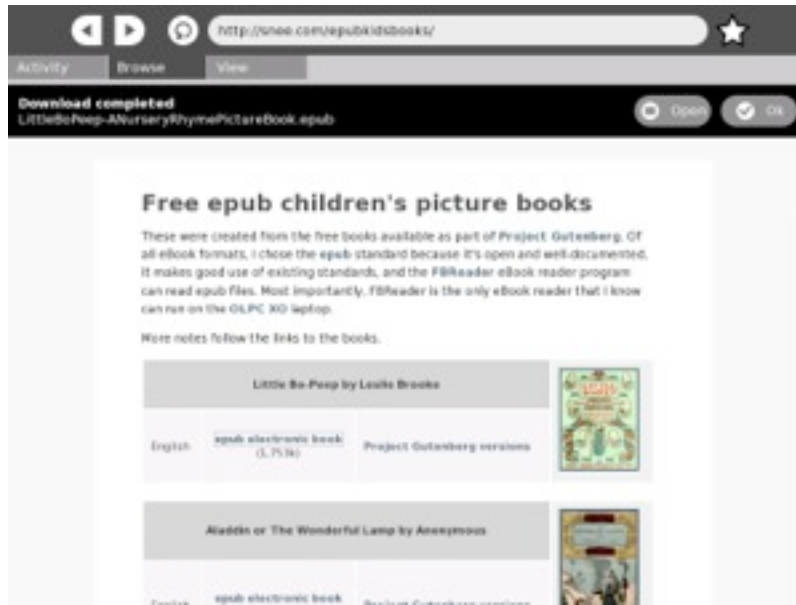 http://snee.com/epubkidsbooks/
Activity Browse View
Download completed
LittleBoPeep-ANurseryRhymePictureBook.epub
Open Ok
Free epub children's picture books
These were created from the free books available as part of Project Gutenberg. Of
all eBook formats, I chose the epub standard because it's open and well-documented,
it makes good use of existing standards, and the FBReader eBook reader program
can read epub files. Most importantly, FBReader is the only eBook reader that I know
can run on the OLPC XO laptop.
More notes follow the links to the books.
Little Bo-Peep by Leslie Brooke
English epub electronic book Project Gutenberg versions
(1,753k)
Aladdin or The Wonderful Lamp by Anonymous
English epub electronic book Project Gutenberg versions